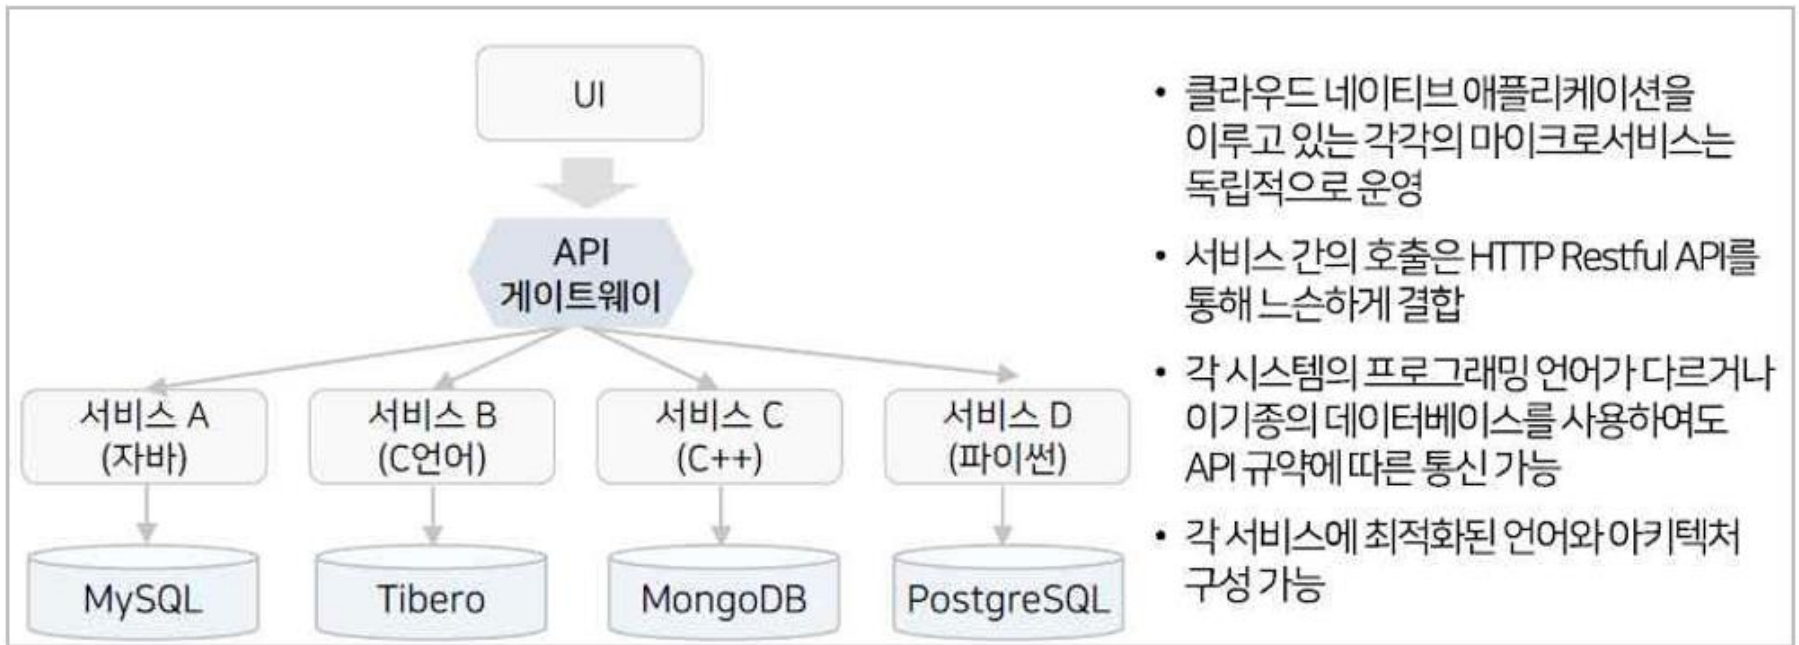 UI
API
게이트웨이
서비스 A
(자바)
서비스 B
(C언어)
서비스 C
(C++)
서비스 D
(파이썬)
MySQL
Tibero
MongoDB
PostgreSQL
• 클라우드 네이티브 애플리케이션을
이루고 있는 각각의 마이크로서비스는
독립적으로 운영
• 서비스 간의 호출은 HTTP Restful API를
통해 느슨하게 결합
• 각 시스템의 프로그래밍 언어가 다르거나
이기종의 데이터베이스를 사용하여도
API 규약에 따른 통신 가능
• 각 서비스에 최적화된 언어와 아키텍처
구성 가능